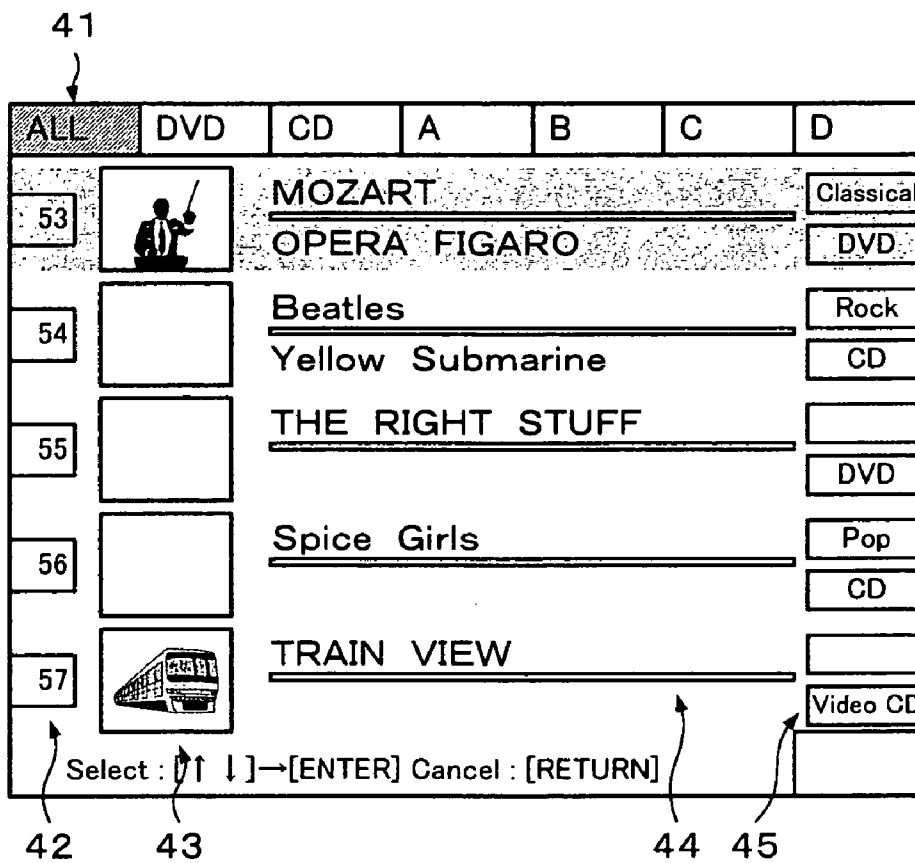 41
ALL DVD CD A B C D
53 MOZART Classical
OPERA FIGARO DVD
54 Beatles Rock
Yellow Submarine CD
55 THE RIGHT STUFF
DVD
56 Spice Girls Pop
CD
57 TRAIN VIEW
Video CD
Select : [↑ ↓]→[ENTER] Cancel : [RETURN]
42 43 44 45